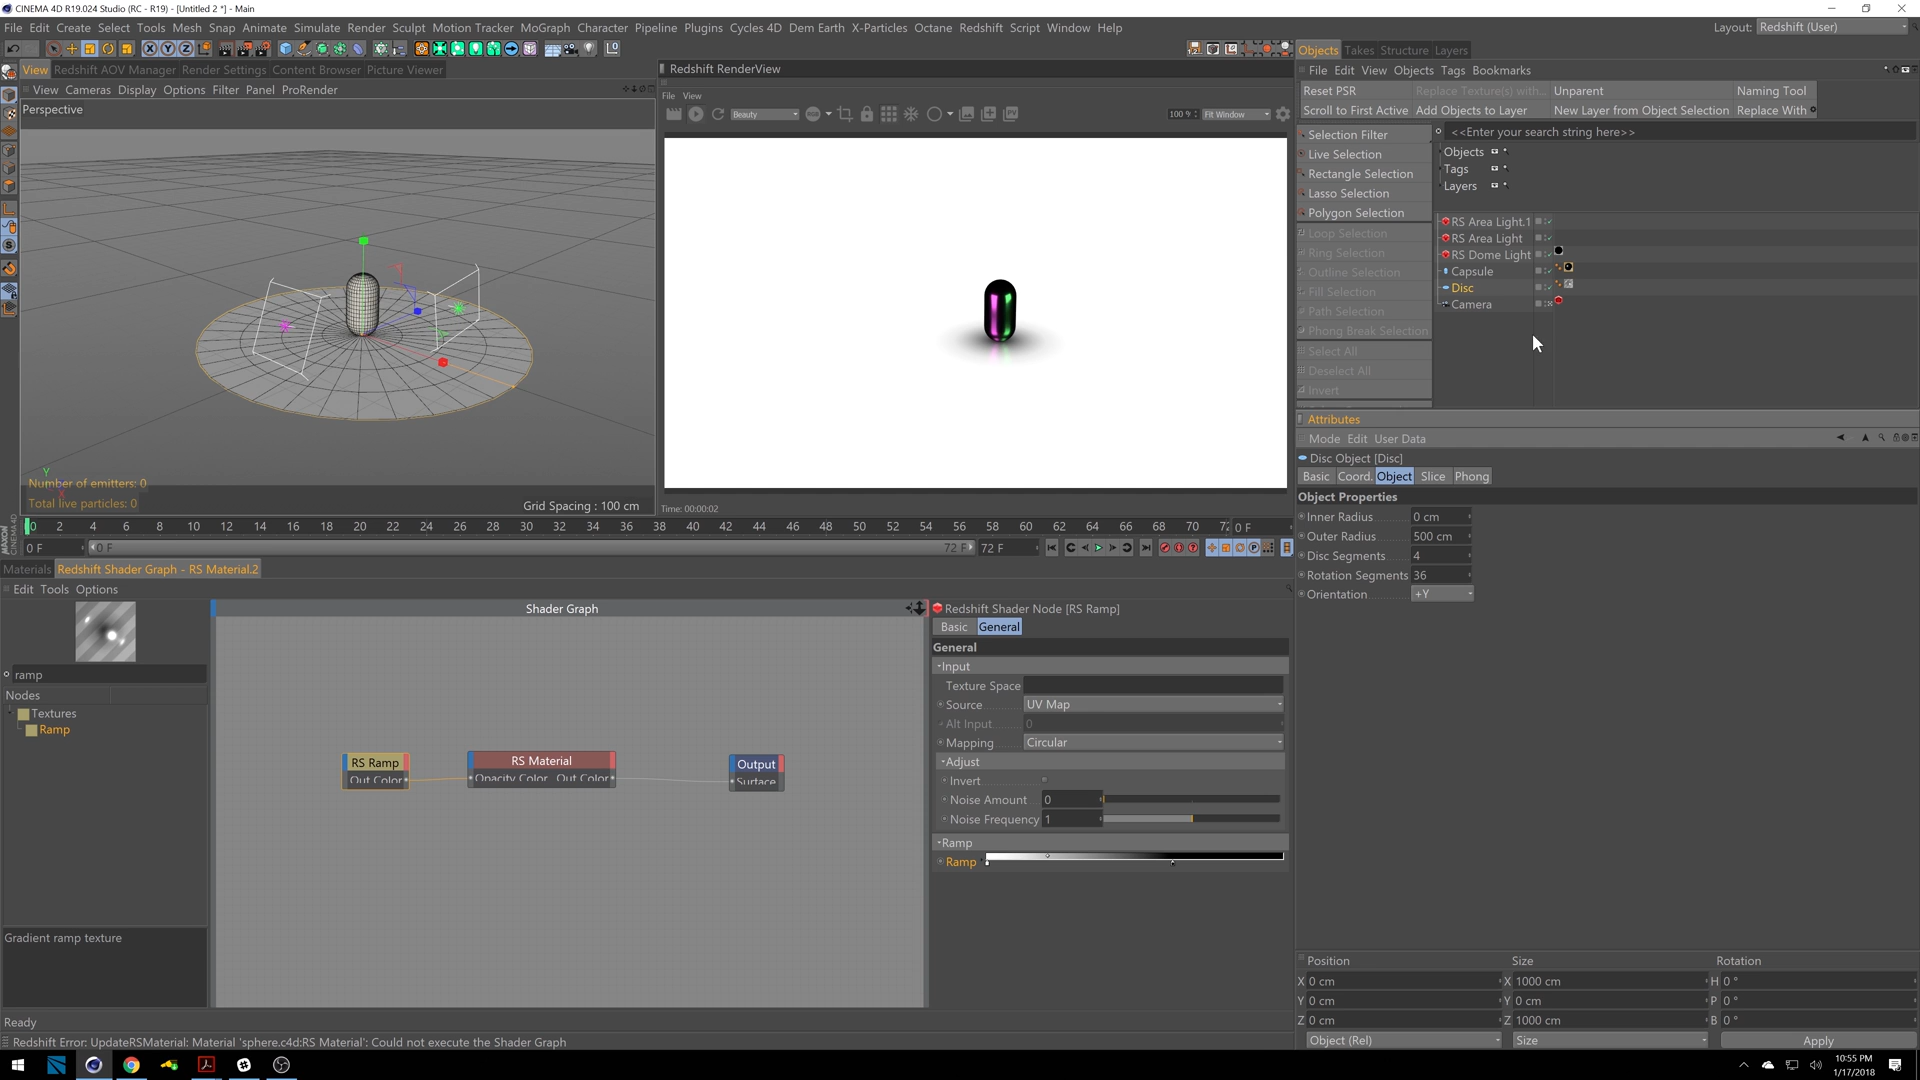 CINEMA 4D R19.024 Studio (RC - R19) - [Untitled 2 *] - Main
File Edit Create Select Tools Mesh Snap Animate Simulate Render Sculpt Motion Tracker MoGraph Character Pipeline Plugins Cycles 4D Dem Earth X-Particles Octane Redshift Script Window Help
Layout: Redshift (User)
View Redshift AOV Manager Render Settings Content Browser Picture Viewer
View Cameras Display Options Filter Panel ProRender
Perspective
Number of emitters: 0
Total live particles: 0
Grid Spacing : 100 cm
Y
Redshift RenderView
File View
Beauty
100 %
Fit Window
Time: 00:00:02
Objects Takes Structure Layers
File Edit View Objects Tags Bookmarks
Reset PSR Replace Texture(s) with... Unparent Naming Tool
Scroll to First Active Add Objects to Layer New Layer from Object Selection Replace With
Selection Filter
Live Selection
Rectangle Selection
Lasso Selection
Polygon Selection
Loop Selection
Ring Selection
Outline Selection
Fill Selection
Path Selection
Phong Break Selection
Select All
Deselect All
Invert
<<Enter your search string here>>
Objects
Tags
Layers
RS Area Light.1
RS Area Light
RS Dome Light
Capsule
Disc
Camera
Attributes
Mode Edit User Data
Disc Object [Disc]
Basic Coord. Object Slice Phong
Object Properties
Inner Radius 0 cm
Outer Radius 500 cm
Disc Segments 4
Rotation Segments 36
Orientation +Y
0 2 4 6 8 10 12 14 16 18 20 22 24 26 28 30 32 34 36 38 40 42 44 46 48 50 52 54 56 58 60 62 64 66 68 70 72 0 F
0 F 0 F 72 F 72 F
MAXON
CINEMA 4D
Materials Redshift Shader Graph - RS Material.2
Edit Tools Options
ramp
Nodes
Textures
Ramp
Gradient ramp texture
Shader Graph
RS Ramp
Out Color
RS Material
Opacity Color Out Color
Output
Surface
Redshift Shader Node [RS Ramp]
Basic General
General
Input
Texture Space
Source UV Map
Alt Input 0
Mapping Circular
Adjust
Invert
Noise Amount 0
Noise Frequency 1
Ramp
Ramp
Position Size Rotation
X 0 cm X 1000 cm H 0 °
Y 0 cm Y 0 cm P 0 °
Z 0 cm Z 1000 cm B 0 °
Object (Rel) Size Apply
Ready
Redshift Error: UpdateRSMaterial: Material 'sphere.c4d:RS Material': Could not execute the Shader Graph
10:55 PM
1/17/2018